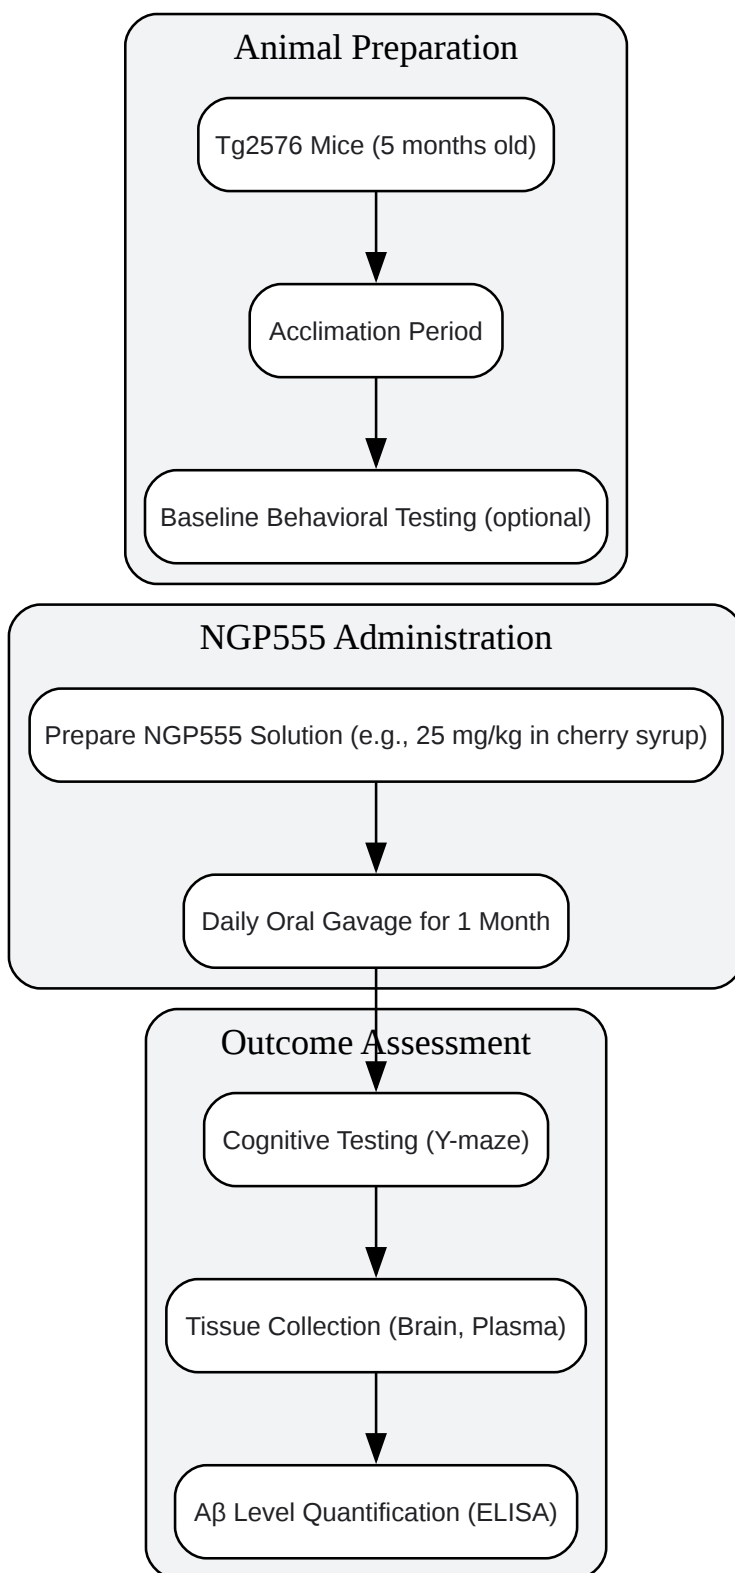 Animal Preparation
Tg2576 Mice (5 months old)
Acclimation Period
Baseline Behavioral Testing (optional)
NGP555 Administration
Prepare NGP555 Solution (e.g., 25 mg/kg in cherry syrup)
Daily Oral Gavage for 1 Month
Outcome Assessment
Cognitive Testing (Y-maze)
Tissue Collection (Brain, Plasma)
Aβ Level Quantification (ELISA)